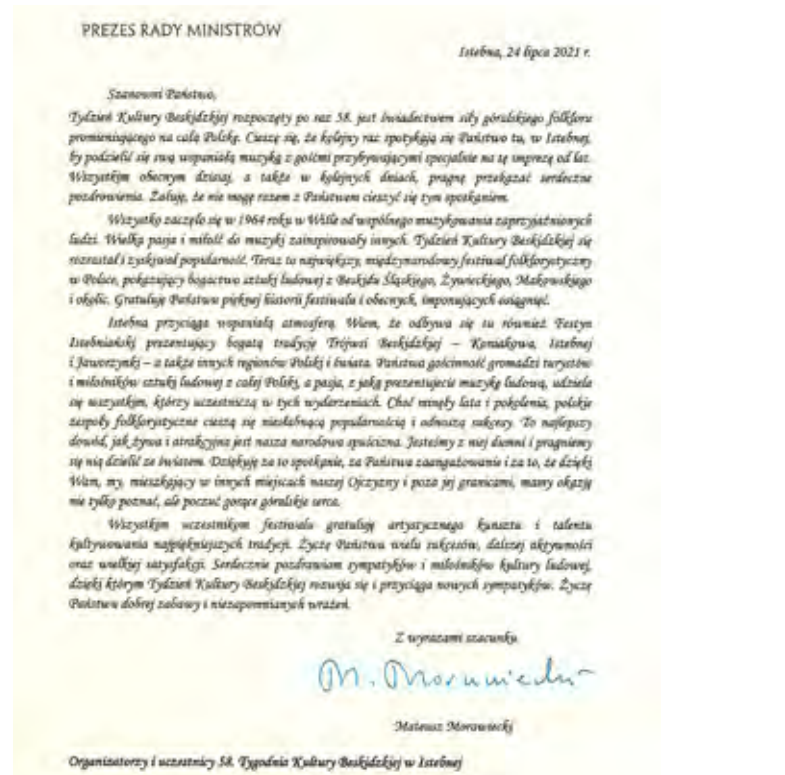 PREZES RADY MINISTRÓW
Istebna, 24 lipca 2021 r.
Szanowni Państwo,
Tydzień Kultury Beskidzkiej rozpoczęty po raz 58. jest świadectwem siły góralskiego folkloru
promieniującego na całą Polskę. Cieszę się, że kolejny raz spotykają się Państwo tu, w Istebnej,
by podzielić się swą wspaniałą muzyką z gośćmi przybywającymi specjalnie na tę imprezę od lat.
Wszystkim obecnym dzisiaj, a także w kolejnych dniach, pragnę przekazać serdeczne
pozdrowienia. Żałuję, że nie mogę razem z Państwem cieszyć się tym spotkaniem.
Wszystko zaczęło się w 1964 roku w Wiśle od wspólnego muzykowania zaprzyjaźnionych
ludzi. Wielka pasja i miłość do muzyki zainspirowały innych. Tydzień Kultury Beskidzkiej się
rozrastał i zyskiwał popularność. Teraz to największy, międzynarodowy festiwal folklorystyczny
w Polsce, pokazujący bogactwo sztuki ludowej z Beskidu Śląskiego, Żywieckiego, Makowskiego
i okolic. Gratuluję Państwu pięknej historii festiwalu i obecnych, imponujących osiągnięć.
Istebna przyciąga wspaniałą atmosferą. Wiem, że odbywa się tu również Festyn
Istebniański prezentujący bogatą tradycję Trójwsi Beskidzkiej – Koniakowa, Istebnej
i Jaworzynki – a także innych regionów Polski i świata. Państwa gościnność gromadzi turystów
i miłośników sztuki ludowej z całej Polski, a pasja, z jaką prezentujecie muzykę ludową, udziela
się wszystkim, którzy uczestniczą w tych wydarzeniach. Choć minęły lata i pokolenia, polskie
zespoły folklorystyczne cieszą się niesłabnącą popularnością i odnoszą sukcesy. To najlepszy
dowód, jak żywa i atrakcyjna jest nasza narodowa spuścizna. Jesteśmy z niej dumni i pragniemy
się nią dzielić ze światem. Dziękuję za to spotkanie, za Państwa zaangażowanie i za to, że dzięki
Wam, my, mieszkający w innych miejscach naszej Ojczyzny i poza jej granicami, mamy okazję
nie tylko poznać, ale poczuć gorące góralskie serca.
Wszystkim uczestnikom festiwalu gratuluję artystycznego kunsztu i talentu
kultywowania najpiękniejszych tradycji. Życzę Państwu wielu sukcesów, dalszej aktywności
oraz wielkiej satysfakcji. Serdecznie pozdrawiam sympatyków i miłośników kultury ludowej,
dzięki którym Tydzień Kultury Beskidzkiej rozwija się i przyciąga nowych sympatyków. Życzę
Państwu dobrej zabawy i niezapomnianych wrażeń.
Z wyrazami szacunku
M. Morawiecki
Mateusz Morawiecki
Organizatorzy i uczestnicy 58. Tygodnia Kultury Beskidzkiej w Istebnej